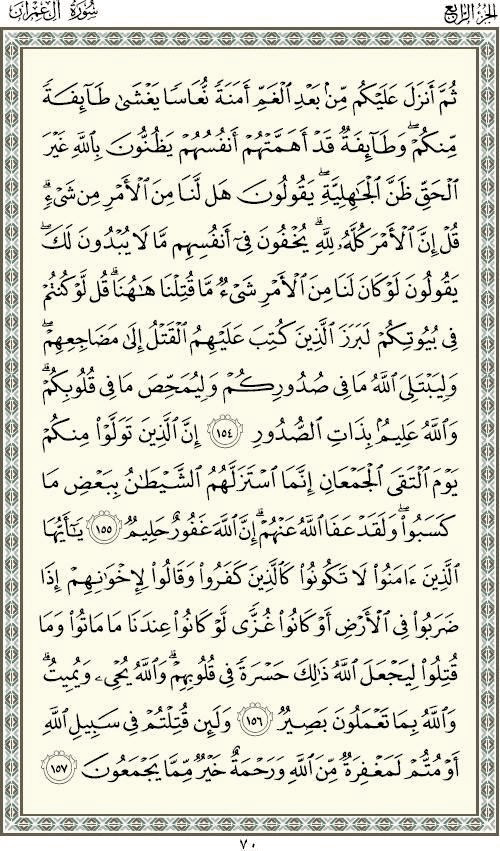 الجزء الرابع
سورة آل عمران
ثُمَّ أَنزَلَ عَلَيْكُم مِّنۢ بَعْدِ ٱلْغَمِّ أَمَنَةً نُّعَاسًا يَغْشَىٰ طَآئِفَةً
مِّنكُمْ ۖ وَطَآئِفَةٌ قَدْ أَهَمَّتْهُمْ أَنفُسُهُمْ يَظُنُّونَ بِٱللَّهِ غَيْرَ
ٱلْحَقِّ ظَنَّ ٱلْجَٰهِلِيَّةِ ۖ يَقُولُونَ هَل لَّنَا مِنَ ٱلْأَمْرِ مِن شَىْءٍ ۗ
قُلْ إِنَّ ٱلْأَمْرَ كُلَّهُۥ لِلَّهِ ۗ يُخْفُونَ فِىٓ أَنفُسِهِم مَّا لَا يُبْدُونَ لَكَ ۖ
يَقُولُونَ لَوْ كَانَ لَنَا مِنَ ٱلْأَمْرِ شَىْءٌ مَّا قُتِلْنَا هَٰهُنَا ۗ قُل لَّوْ كُنتُمْ
فِى بُيُوتِكُمْ لَبَرَزَ ٱلَّذِينَ كُتِبَ عَلَيْهِمُ ٱلْقَتْلُ إِلَىٰ مَضَاجِعِهِمْ ۖ
وَلِيَبْتَلِىَ ٱللَّهُ مَا فِى صُدُورِكُمْ وَلِيُمَحِّصَ مَا فِى قُلُوبِكُمْ ۗ
وَٱللَّهُ عَلِيمٌۢ بِذَاتِ ٱلصُّدُورِ ١٥٤ إِنَّ ٱلَّذِينَ تَوَلَّوْا۟ مِنكُمْ
يَوْمَ ٱلْتَقَى ٱلْجَمْعَانِ إِنَّمَا ٱسْتَزَلَّهُمُ ٱلشَّيْطَٰنُ بِبَعْضِ مَا
كَسَبُوا۟ ۖ وَلَقَدْ عَفَا ٱللَّهُ عَنْهُمْ ۗ إِنَّ ٱللَّهَ غَفُورٌ حَلِيمٌ ١٥٥ يَٰٓأَيُّهَا
ٱلَّذِينَ ءَامَنُوا۟ لَا تَكُونُوا۟ كَٱلَّذِينَ كَفَرُوا۟ وَقَالُوا۟ لِإِخْوَٰنِهِمْ إِذَا
ضَرَبُوا۟ فِى ٱلْأَرْضِ أَوْ كَانُوا۟ غُزًّى لَّوْ كَانُوا۟ عِندَنَا مَا مَاتُوا۟ وَمَا
قُتِلُوا۟ لِيَجْعَلَ ٱللَّهُ ذَٰلِكَ حَسْرَةً فِى قُلُوبِهِمْ ۗ وَٱللَّهُ يُحْىِۦ وَيُمِيتُ ۗ
وَٱللَّهُ بِمَا تَعْمَلُونَ بَصِيرٌ ١٥٦ وَلَئِن قُتِلْتُمْ فِى سَبِيلِ ٱللَّهِ
أَوْ مُتُّمْ لَمَغْفِرَةٌ مِّنَ ٱللَّهِ وَرَحْمَةٌ خَيْرٌ مِّمَّا يَجْمَعُونَ ١٥٧
٧٠